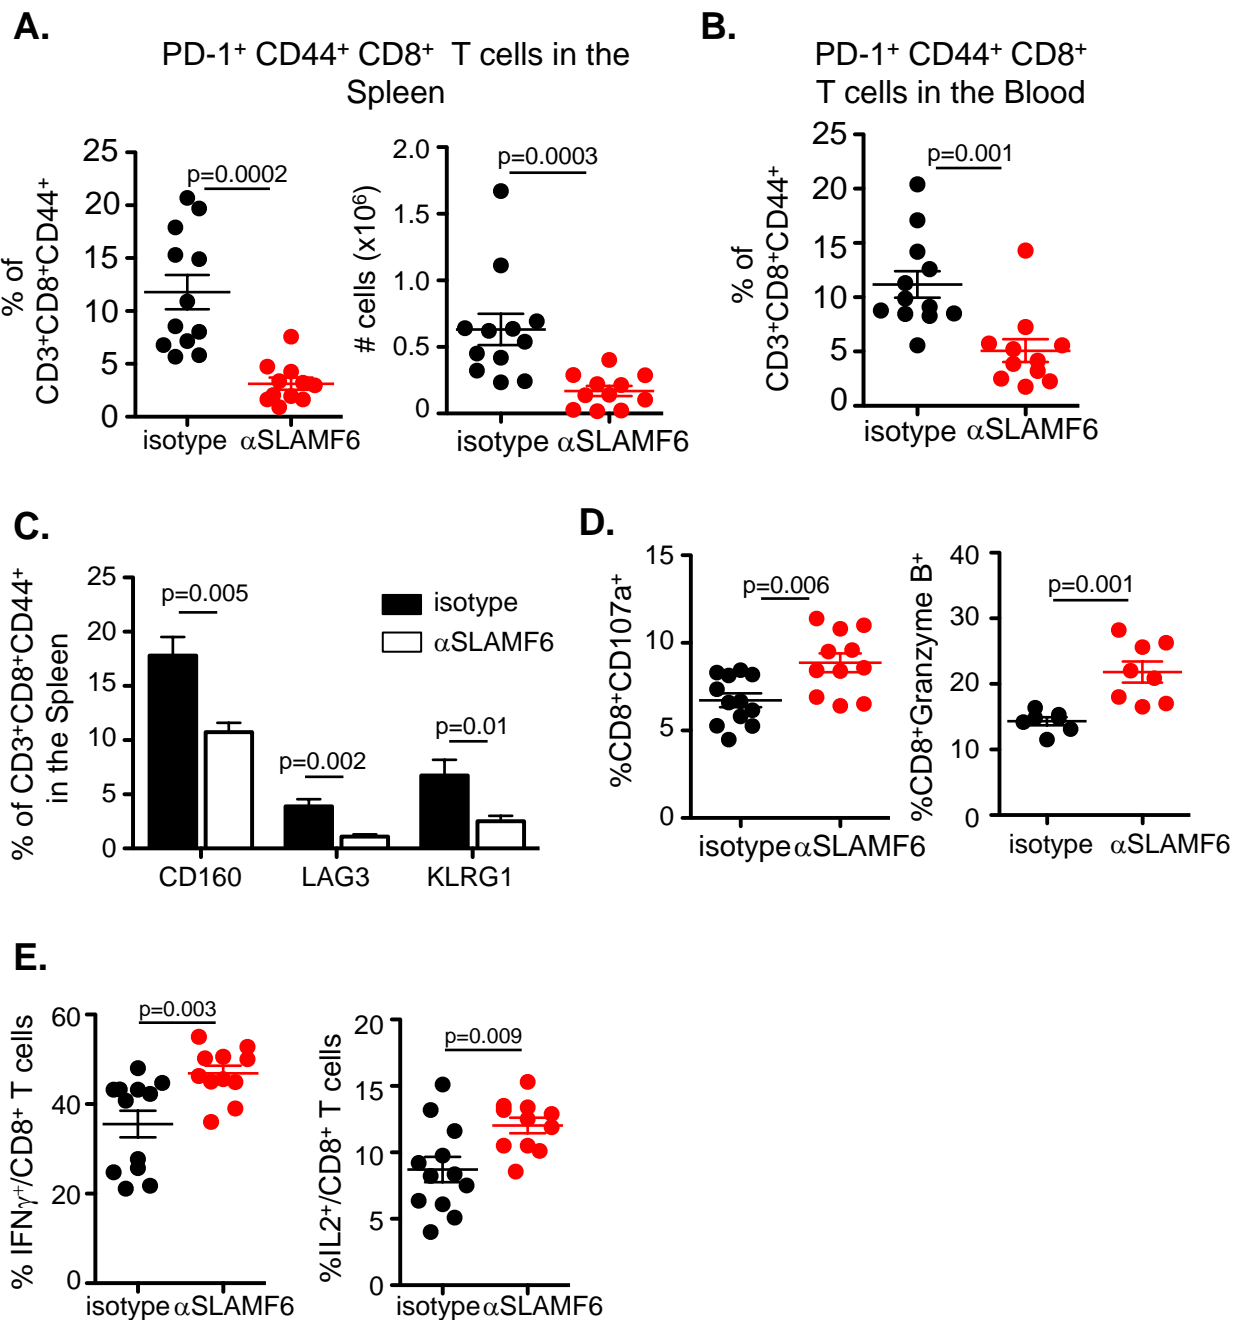 A.
PD-1⁺ CD44⁺ CD8⁺ T cells in the
Spleen
% of
CD3⁺CD8⁺CD44⁺
25
20
15
10
5
0
p=0.0002
isotype
αSLAMF6
# cells (x10⁶)
2.0
1.5
1.0
0.5
0
p=0.0003
isotype
αSLAMF6
B.
PD-1⁺ CD44⁺ CD8⁺
T cells in the Blood
% of
CD3⁺CD8⁺CD44⁺
25
20
15
10
5
0
p=0.001
isotype
αSLAMF6
C.
% of CD3⁺CD8⁺CD44⁺
in the Spleen
25
20
15
10
5
0
p=0.005
p=0.002
p=0.01
isotype
αSLAMF6
CD160
LAG3
KLRG1
D.
%CD8⁺CD107a⁺
15
10
5
0
p=0.006
isotype
αSLAMF6
%CD8⁺Granzyme B⁺
40
30
20
10
0
p=0.001
isotype
αSLAMF6
E.
% IFNγ⁺/CD8⁺ T cells
60
40
20
0
p=0.003
isotype
αSLAMF6
%IL2⁺/CD8⁺ T cells
20
15
10
5
0
p=0.009
isotype
αSLAMF6